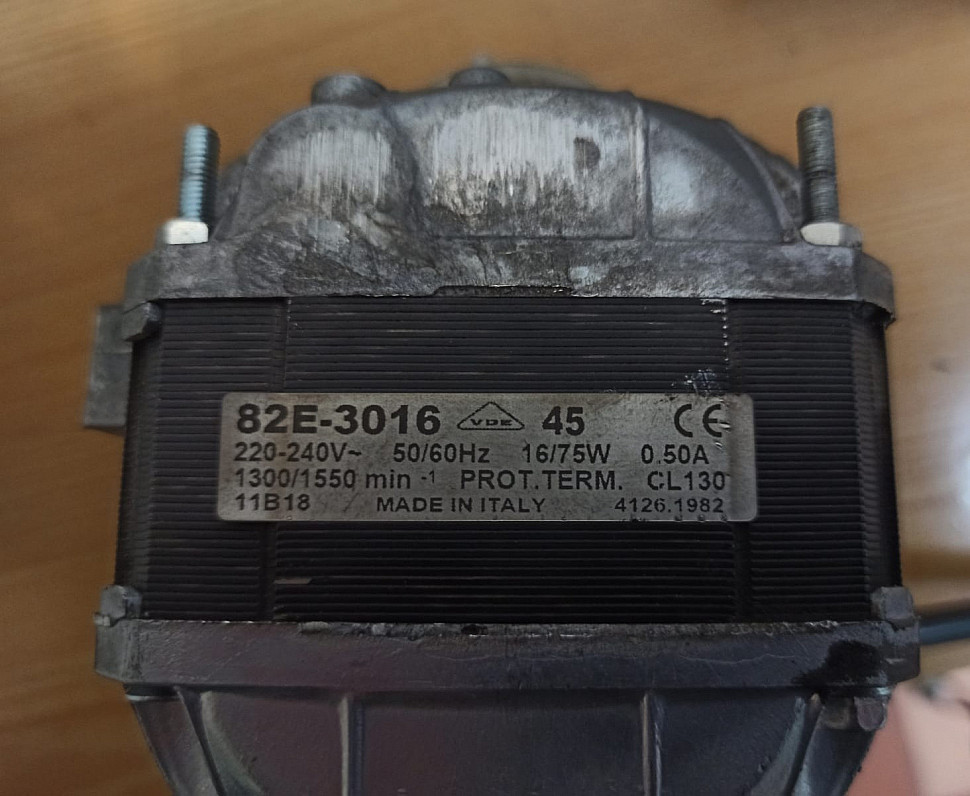 82E-3016 VDE 45 CE
220-240V~ 50/60Hz 16/75W 0.50A
1300/1550 min -1 PROT.TERM. CL130
11B18 MADE IN ITALY 4126.1982